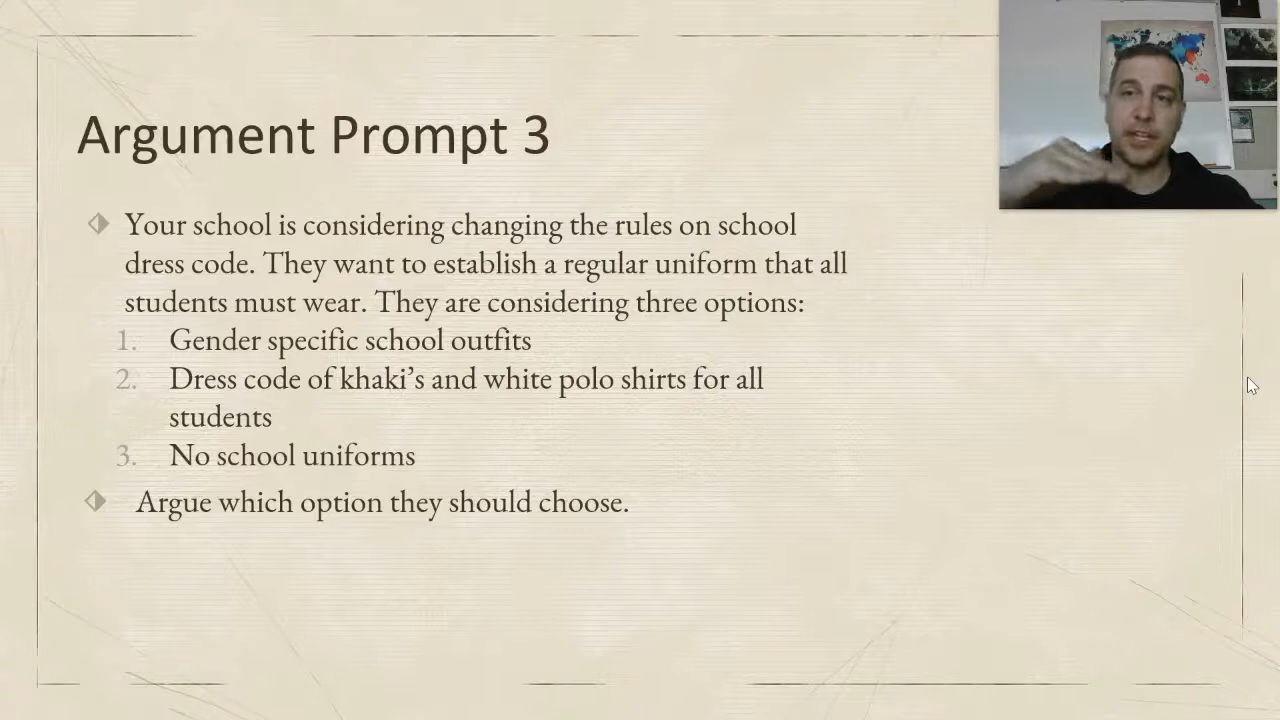 Argument Prompt 3
Your school is considering changing the rules on school
dress code. They want to establish a regular uniform that all
students must wear. They are considering three options:
1. Gender specific school outfits
2. Dress code of khaki’s and white polo shirts for all
students
3. No school uniforms
Argue which option they should choose.